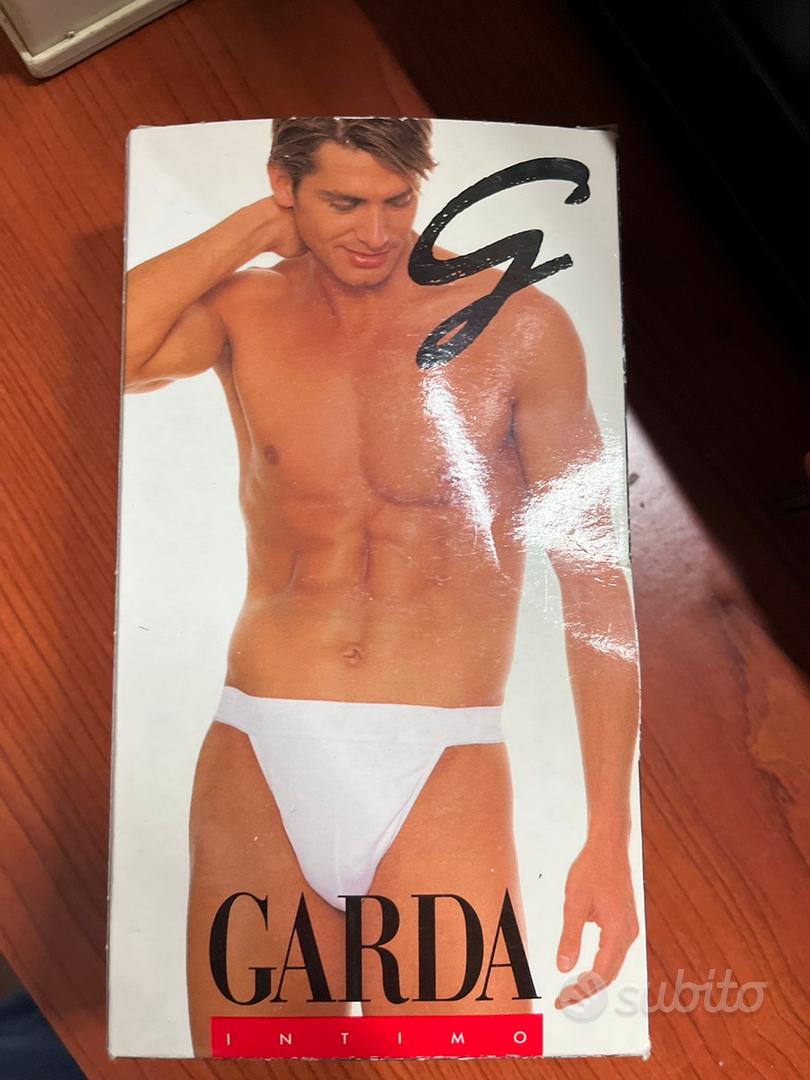 G
GARDA
INTIMO
subito